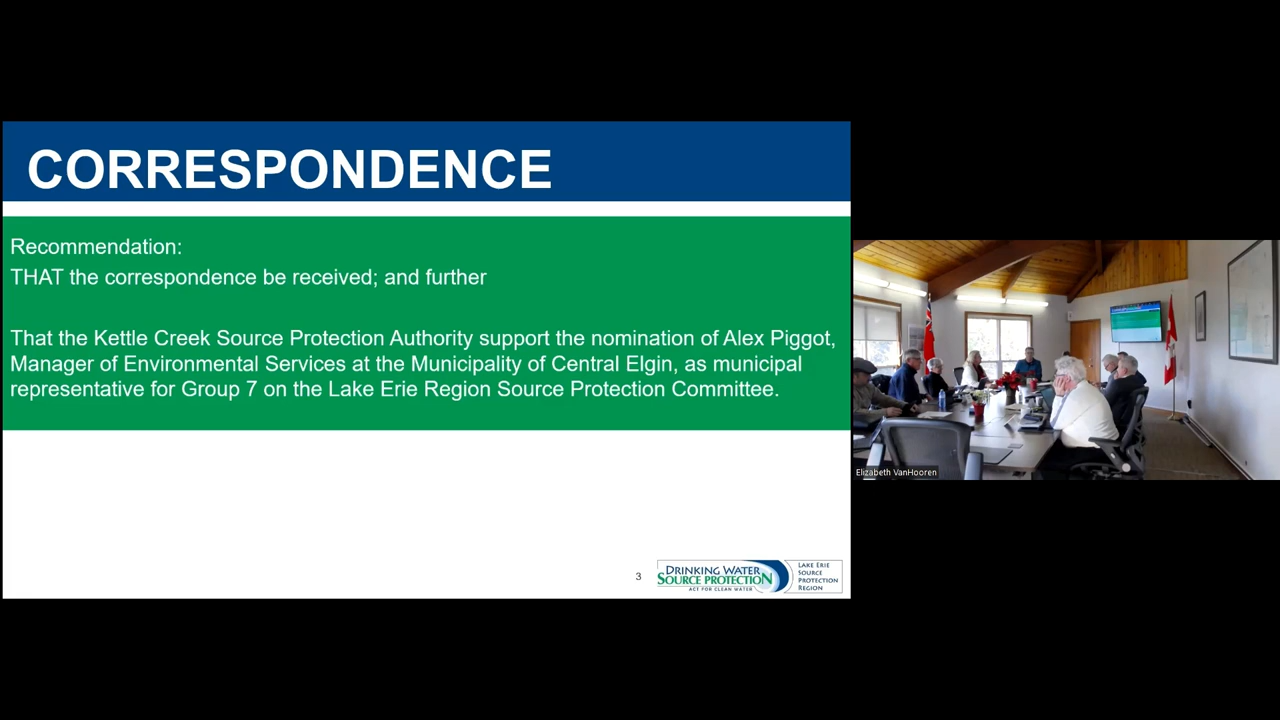 CORRESPONDENCE
Recommendation:
THAT the correspondence be received; and further
That the Kettle Creek Source Protection Authority support the nomination of Alex Piggot,
Manager of Environmental Services at the Municipality of Central Elgin, as municipal
representative for Group 7 on the Lake Erie Region Source Protection Committee.
3
DRINKING WATER
SOURCE PROTECTION
ACT FOR CLEAN WATER
LAKE ERIE
SOURCE
PROTECTION
REGION
Elizabeth VanHooren